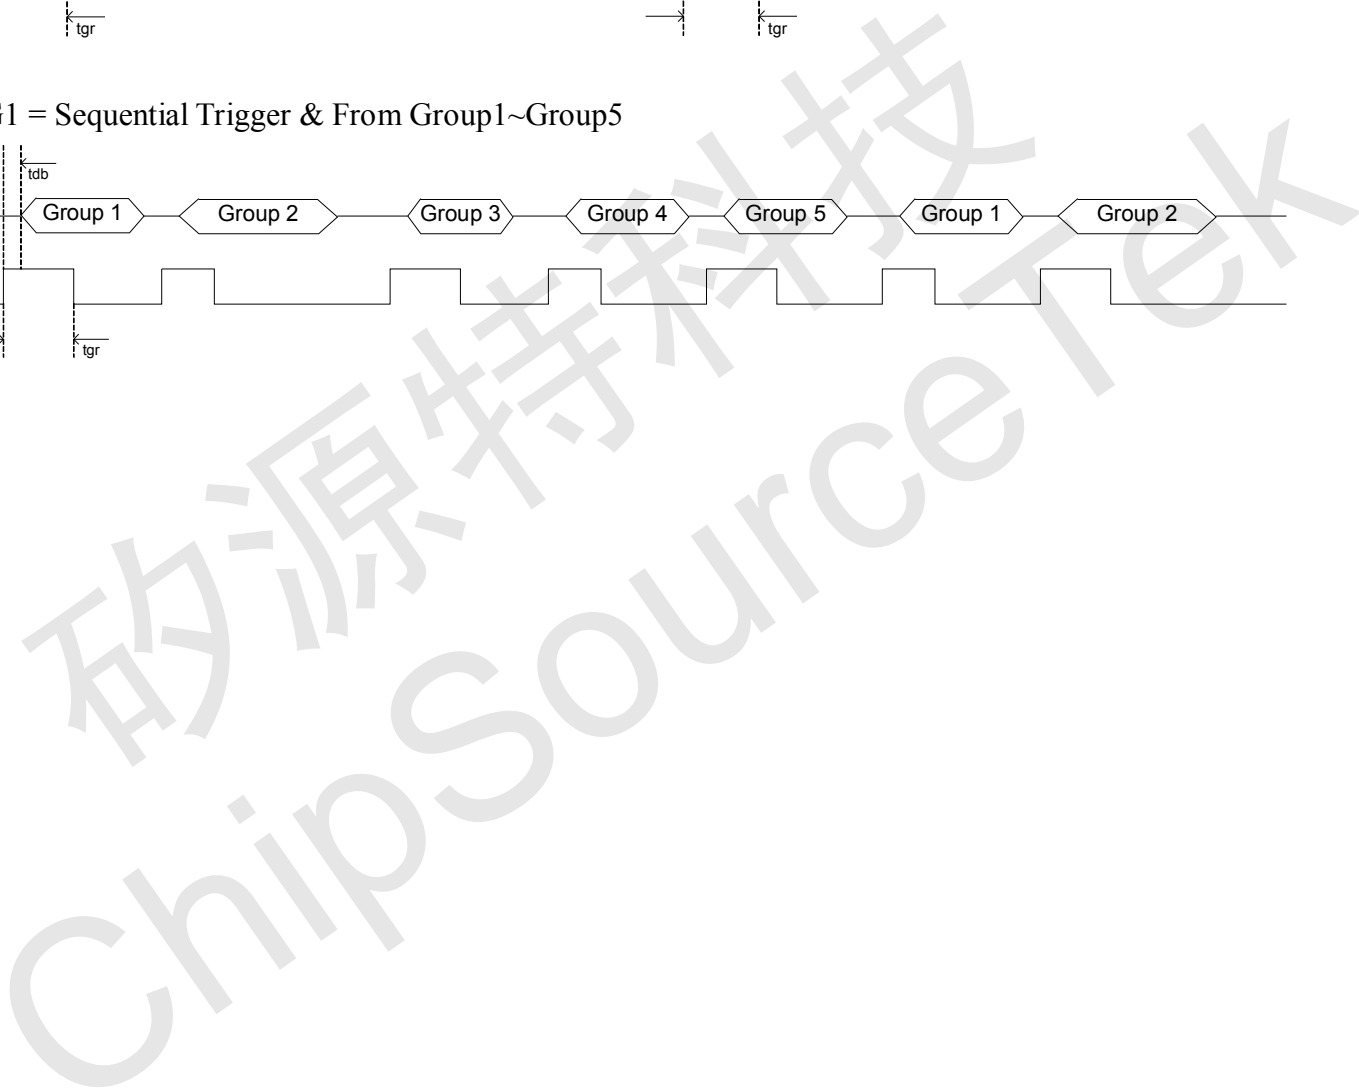 tgr tgr
1 = Sequential Trigger & From Group1~Group5
tdb
Group 1 Group 2 Group 3 Group 4 Group 5 Group 1 Group 2
tgr
矽源特科技
ChipSourceTek